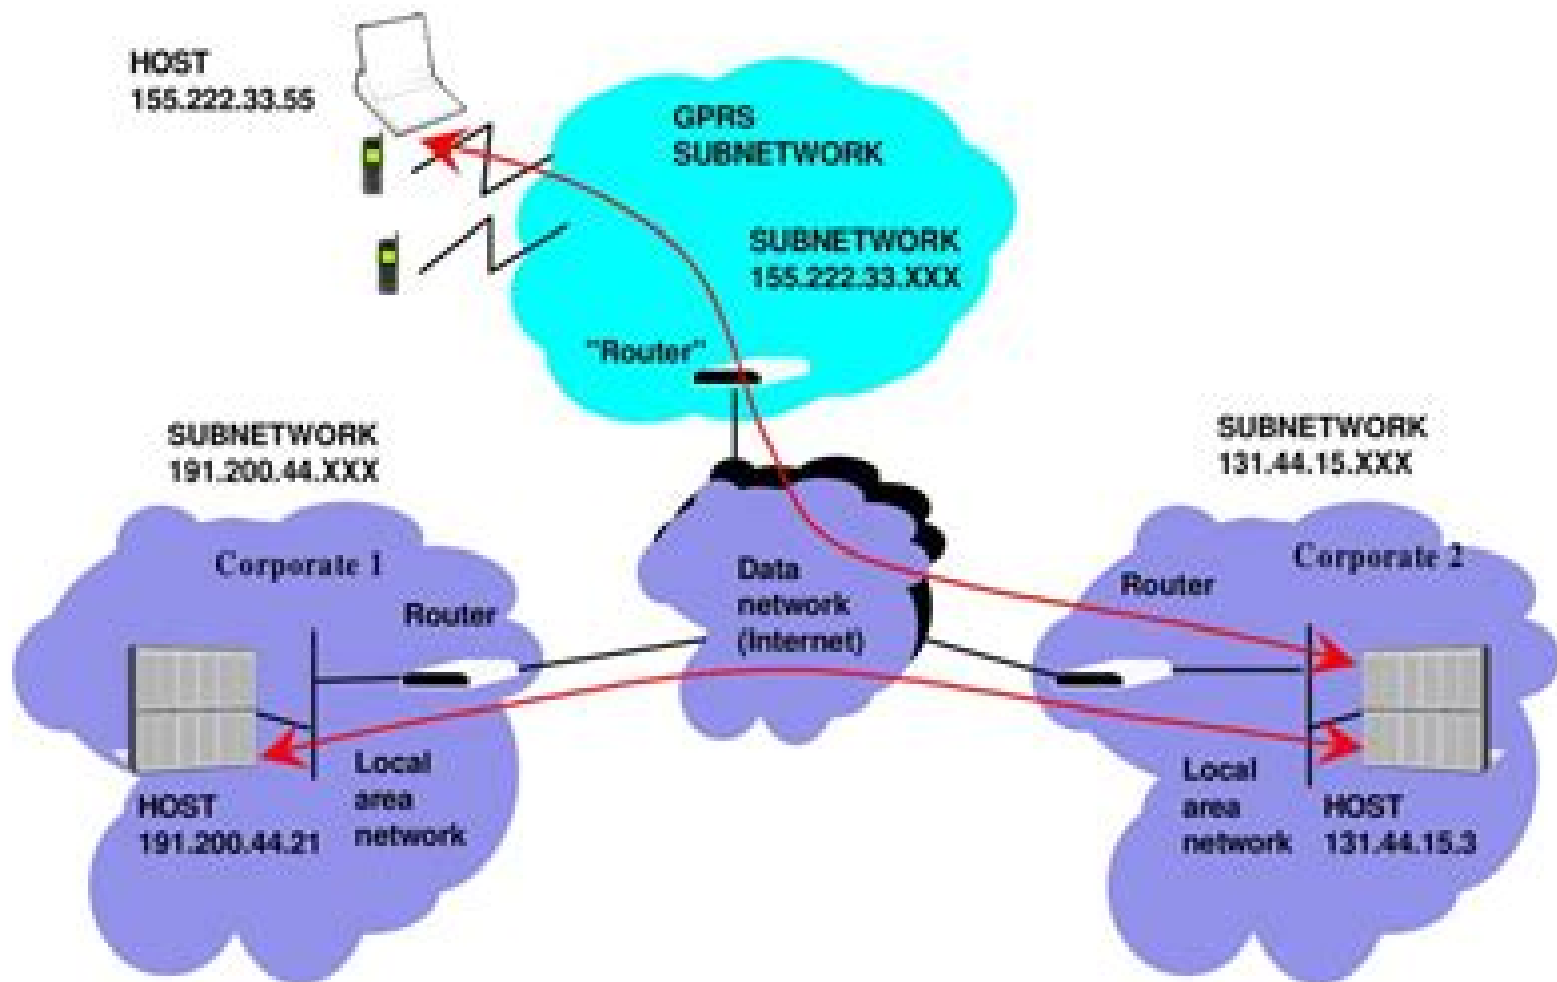 HOST
155.222.33.55
GPRS
SUBNETWORK
SUBNETWORK
155.222.33.XXX
"Router"
SUBNETWORK
191.200.44.XXX
SUBNETWORK
131.44.15.XXX
Corporate 1
Router
Data
network
(Internet)
Corporate 2
Router
Local
area
network
HOST
191.200.44.21
Local
area
network
HOST
131.44.15.3